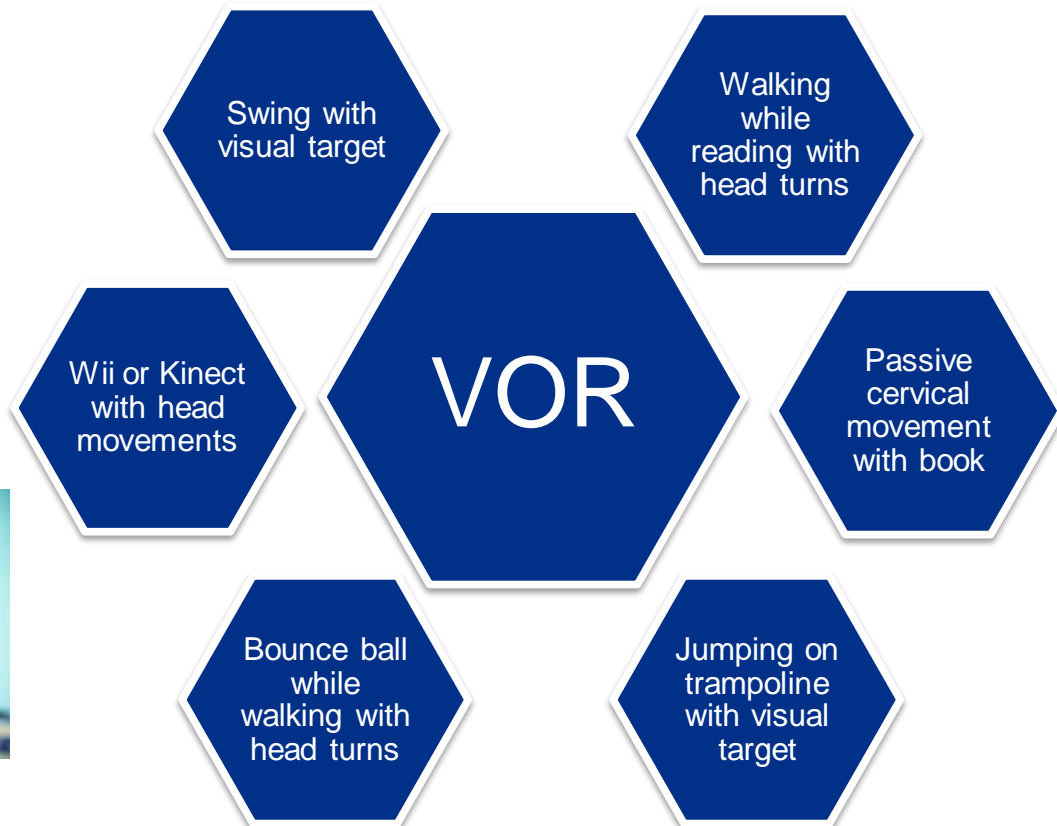 Swing with
visual target
Walking
while
reading with
head turns
Wii or Kinect
with head
movements
VOR
Passive
cervical
movement
with book
Bounce ball
while
walking with
head turns
Jumping on
trampoline
with visual
target